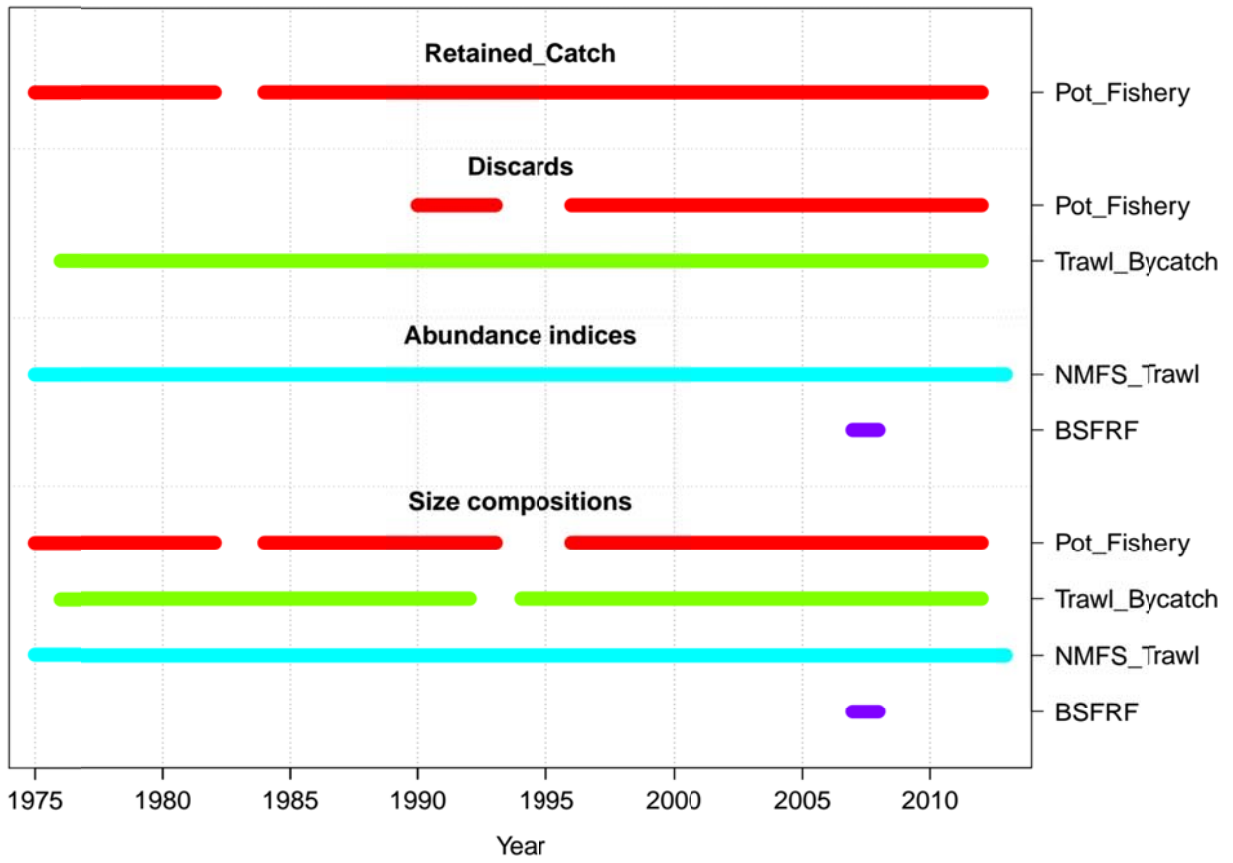 Retained_Catch
Pot_Fishery
Discards
Pot_Fishery
Trawl_Bycatch
Abundance indices
NMFS_Trawl
BSFRF
Size compositions
Pot_Fishery
Trawl_Bycatch
NMFS_Trawl
BSFRF
1975 1980 1985 1990 1995 2000 2005 2010
Year